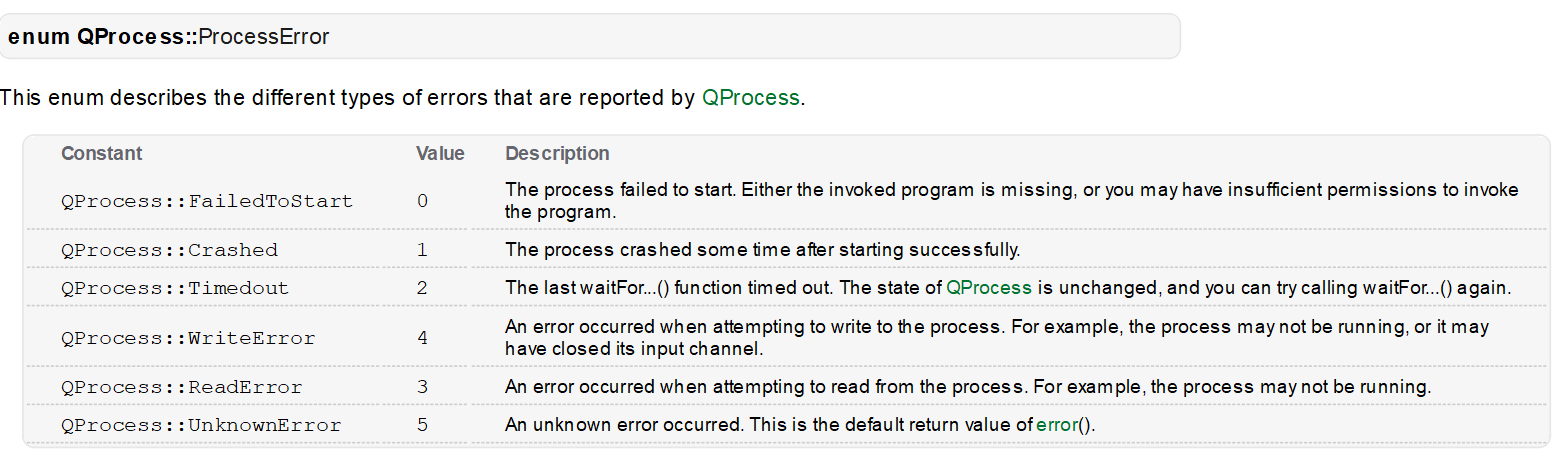 enum QProcess::ProcessError
This enum describes the different types of errors that are reported by QProcess.
Constant Value Description
QProcess::FailedToStart 0 The process failed to start. Either the invoked program is missing, or you may have insufficient permissions to invoke
the program.
QProcess::Crashed 1 The process crashed some time after starting successfully.
QProcess::Timedout 2 The last waitFor...() function timed out. The state of QProcess is unchanged, and you can try calling waitFor...() again.
QProcess::WriteError 4 An error occurred when attempting to write to the process. For example, the process may not be running, or it may
have closed its input channel.
QProcess::ReadError 3 An error occurred when attempting to read from the process. For example, the process may not be running.
QProcess::UnknownError 5 An unknown error occurred. This is the default return value of error().